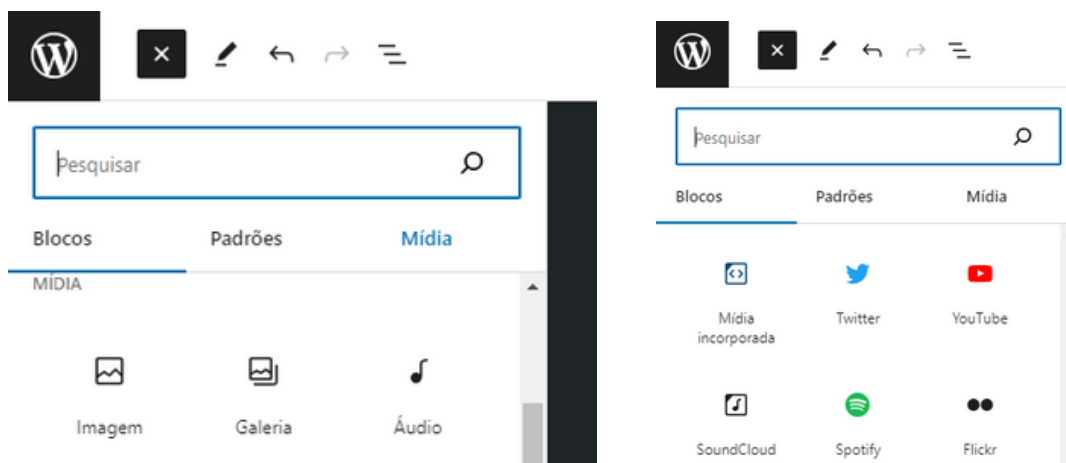 Pesquisar
Blocos Padrões Mídia
MÍDIA
Imagem Galeria Áudio
Pesquisar
Blocos Padrões Mídia
Mídia incorporada
Twitter
YouTube
SoundCloud Spotify Flickr